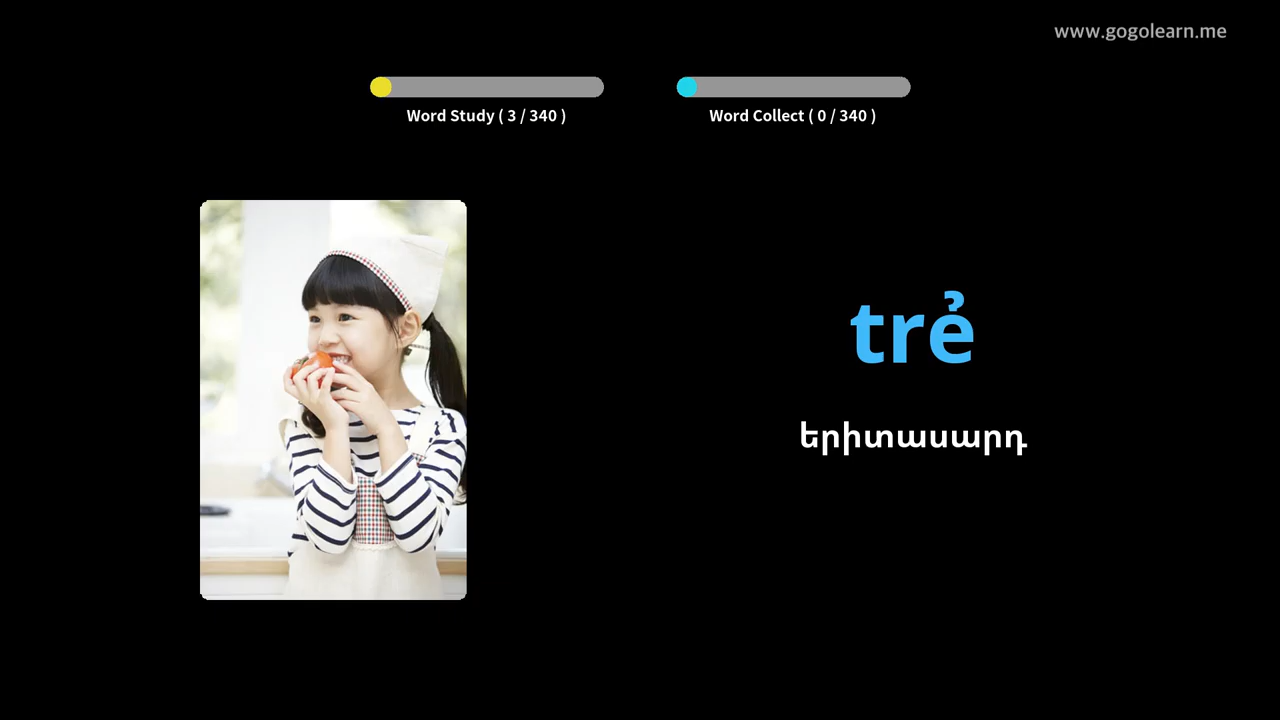 www.gogolearn.me
Word Study ( 3 / 340 )
Word Collect ( 0 / 340 )
trẻ
երիտասարդ